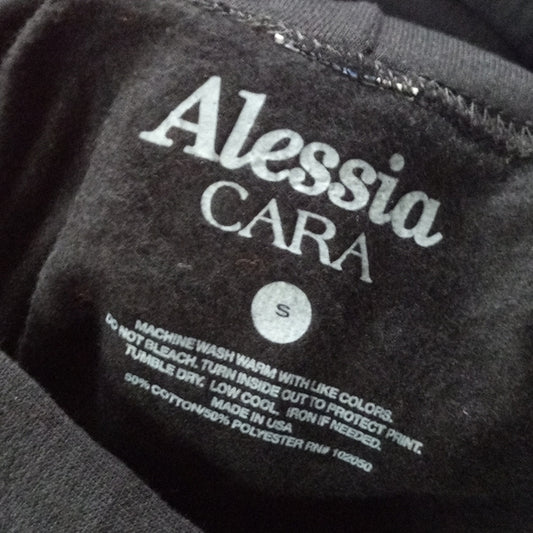 Alessia
CARA
S
MACHINE WASH WARM WITH LIKE COLORS.
DO NOT BLEACH. TURN INSIDE OUT TO PROTECT PRINT.
TUMBLE DRY. LOW COOL. IRON IF NEEDED.
MADE IN USA
50% COTTON/50% POLYESTER RN# 102050